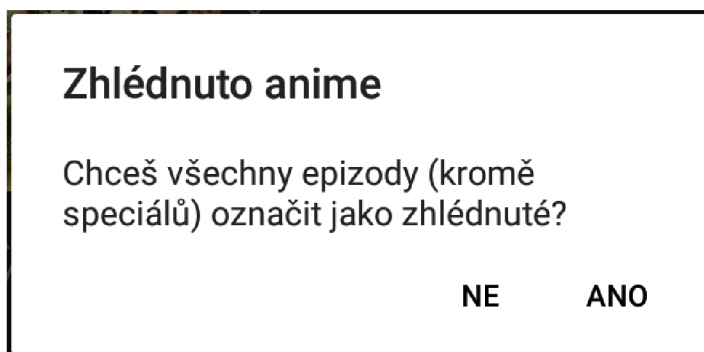 Zhlédnuto anime
Chceš všechny epizody (kromě
speciálů) označit jako zhlédnuté?
NE ANO